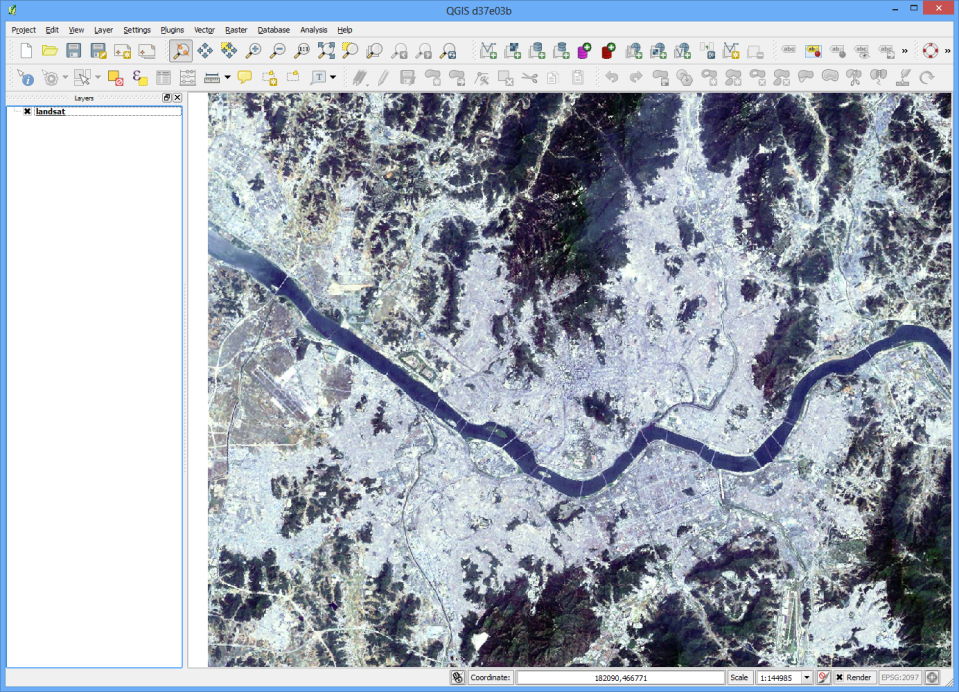 QGIS d37e03b
Project Edit View Layer Settings Plugins Vector Raster Database Analysis Help
Layers
landsat
Coordinate: 182090,466771 Scale 1:144985 Render EPSG:2097